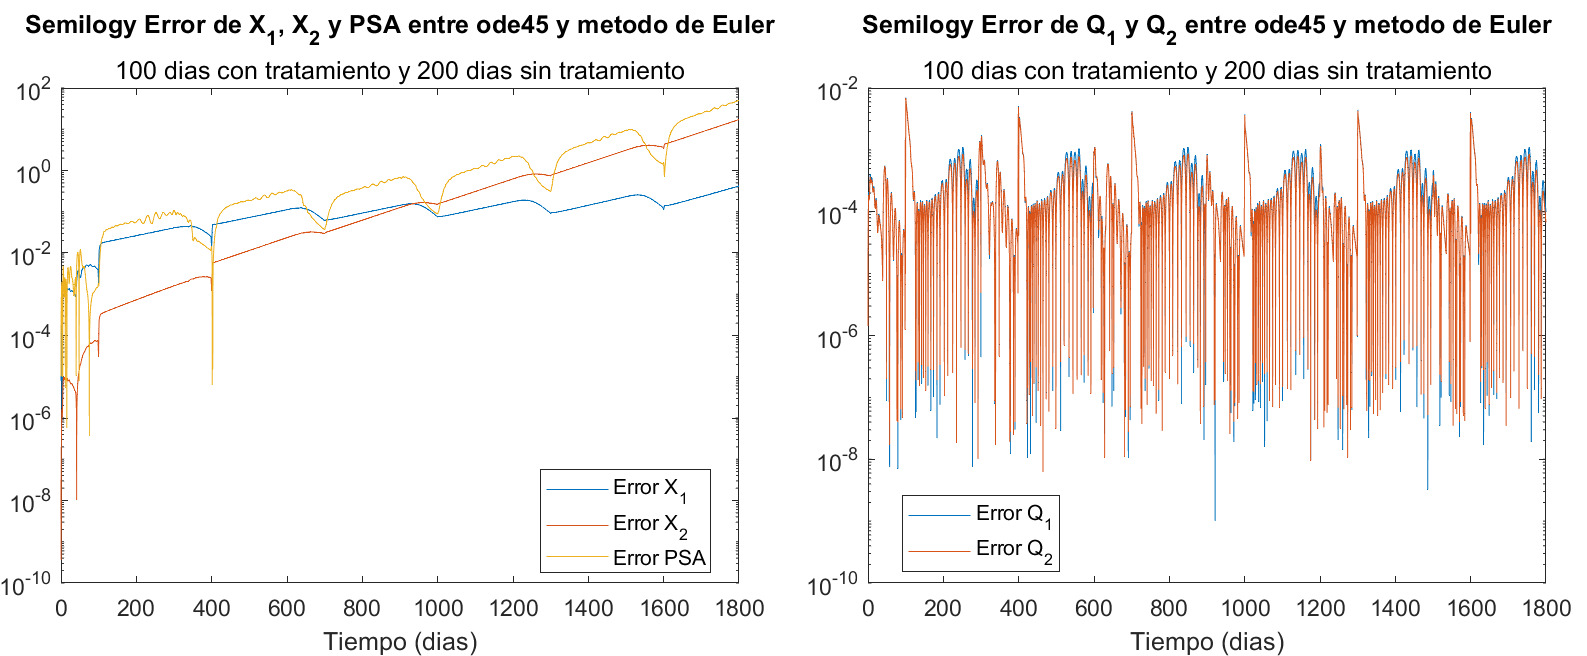 Semilogy Error de X1, X2 y PSA entre ode45 y metodo de Euler
100 dias con tratamiento y 200 dias sin tratamiento
10^2
10^0
10^-2
10^-4
10^-6
10^-8
10^-10
0 200 400 600 800 1000 1200 1400 1600 1800
Tiempo (dias)
Error X1
Error X2
Error PSA
Semilogy Error de Q1 y Q2 entre ode45 y metodo de Euler
100 dias con tratamiento y 200 dias sin tratamiento
10^-2
10^-4
10^-6
10^-8
10^-10
0 200 400 600 800 1000 1200 1400 1600 1800
Tiempo (dias)
Error Q1
Error Q2